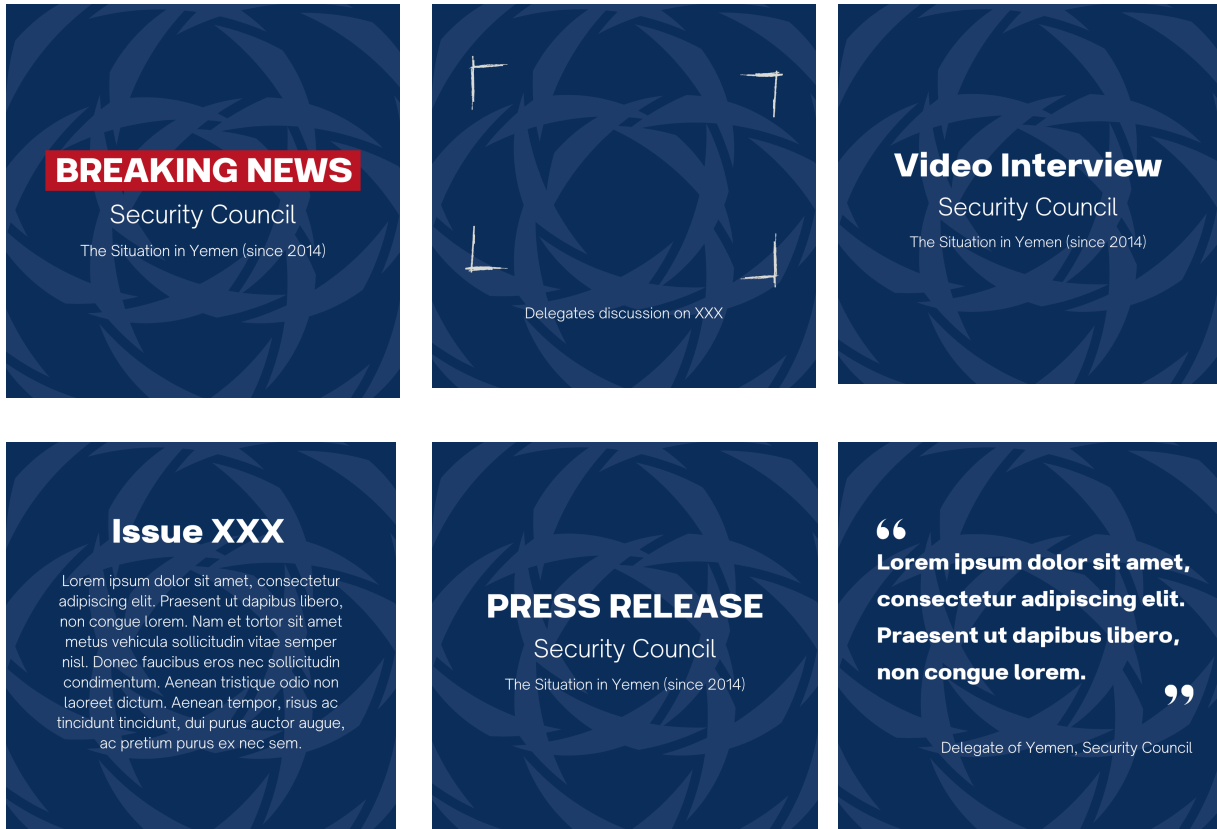 BREAKING NEWS
Security Council
The Situation in Yemen (since 2014)
Delegates discussion on XXX
Video Interview
Security Council
The Situation in Yemen (since 2014)
Issue XXX
Lorem ipsum dolor sit amet, consectetur
adipiscing elit. Praesent ut dapibus libero,
non congue lorem. Nam et tortor sit amet
metus vehicula sollicitudin vitae semper
nisl. Donec faucibus eros nec sollicitudin
condimentum. Aenean tristique odio non
laoreet dictum. Aenean tempor, risus ac
tincidunt tincidunt, dui purus auctor augue,
ac pretium purus ex nec sem.
PRESS RELEASE
Security Council
The Situation in Yemen (since 2014)
“
Lorem ipsum dolor sit amet,
consectetur adipiscing elit.
Praesent ut dapibus libero,
non congue lorem.
”
Delegate of Yemen, Security Council